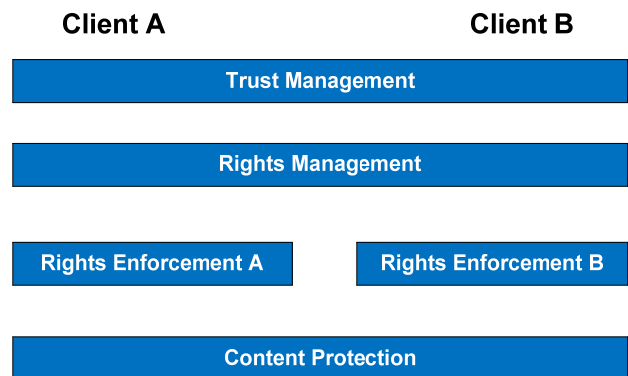 Client A
Client B
Trust Management
Rights Management
Rights Enforcement A
Rights Enforcement B
Content Protection